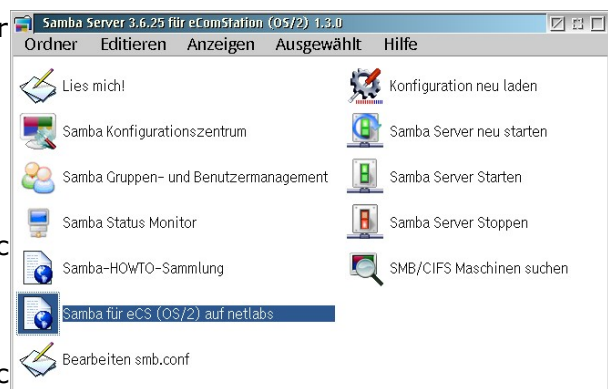 Samba Server 3.6.25 für eComStation (OS/2) 1.3.0
Ordner Editieren Anzeigen Ausgewählt Hilfe
Lies mich!
Samba Konfigurationszentrum
Samba Gruppen- und Benutzermanagement
Samba Status Monitor
Samba-HOWTO-Sammlung
Samba für eCS (OS/2) auf netlabs
Bearbeiten smb.conf
Konfiguration neu laden
Samba Server neu starten
Samba Server Starten
Samba Server Stoppen
SMB/CIFS Maschinen suchen